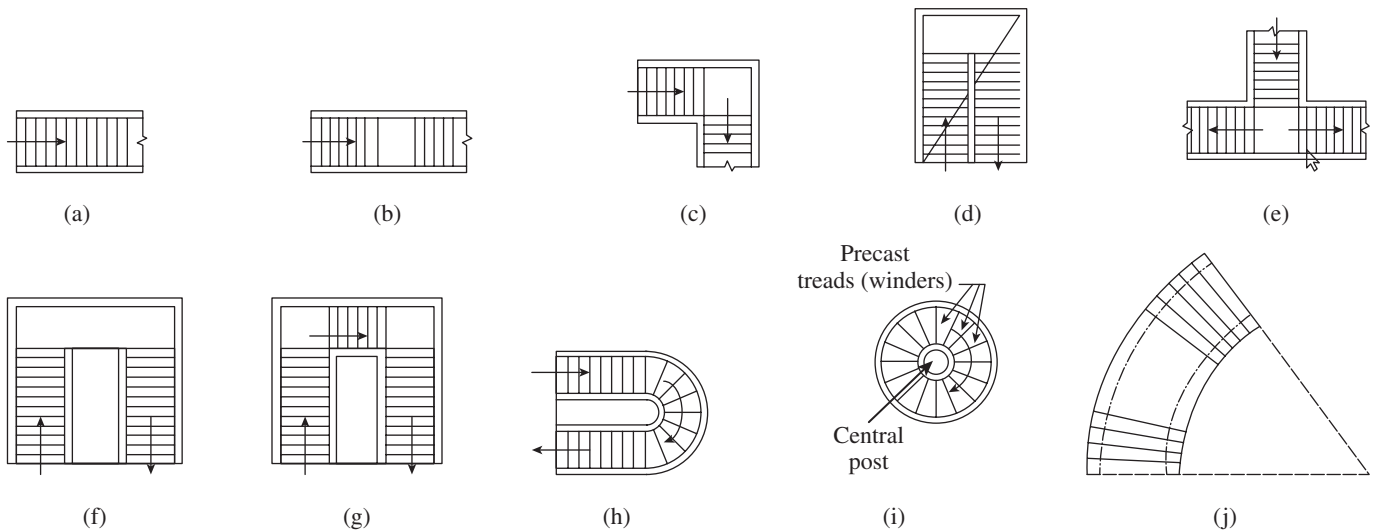 (a)
(b)
(c)
(d)
(e)
Precast
treads (winders)
Central
post
(f)
(g)
(h)
(i)
(j)